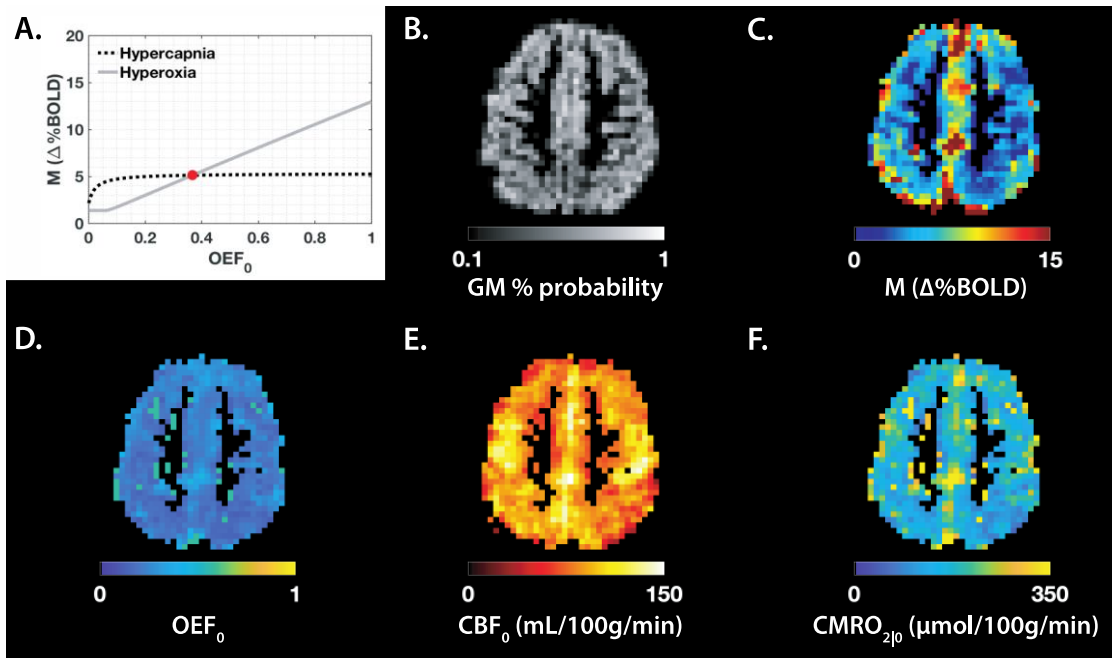 A.
20
15
10
5
0
M (Δ%BOLD)
Hypercapnia
Hyperoxia
0 0.2 0.4 0.6 0.8 1
OEF₀
B.
0.1 1
GM % probability
C.
0 15
M (Δ%BOLD)
D.
0 1
OEF₀
E.
0 150
CBF₀ (mL/100g/min)
F.
0 350
CMRO₂|₀ (μmol/100g/min)